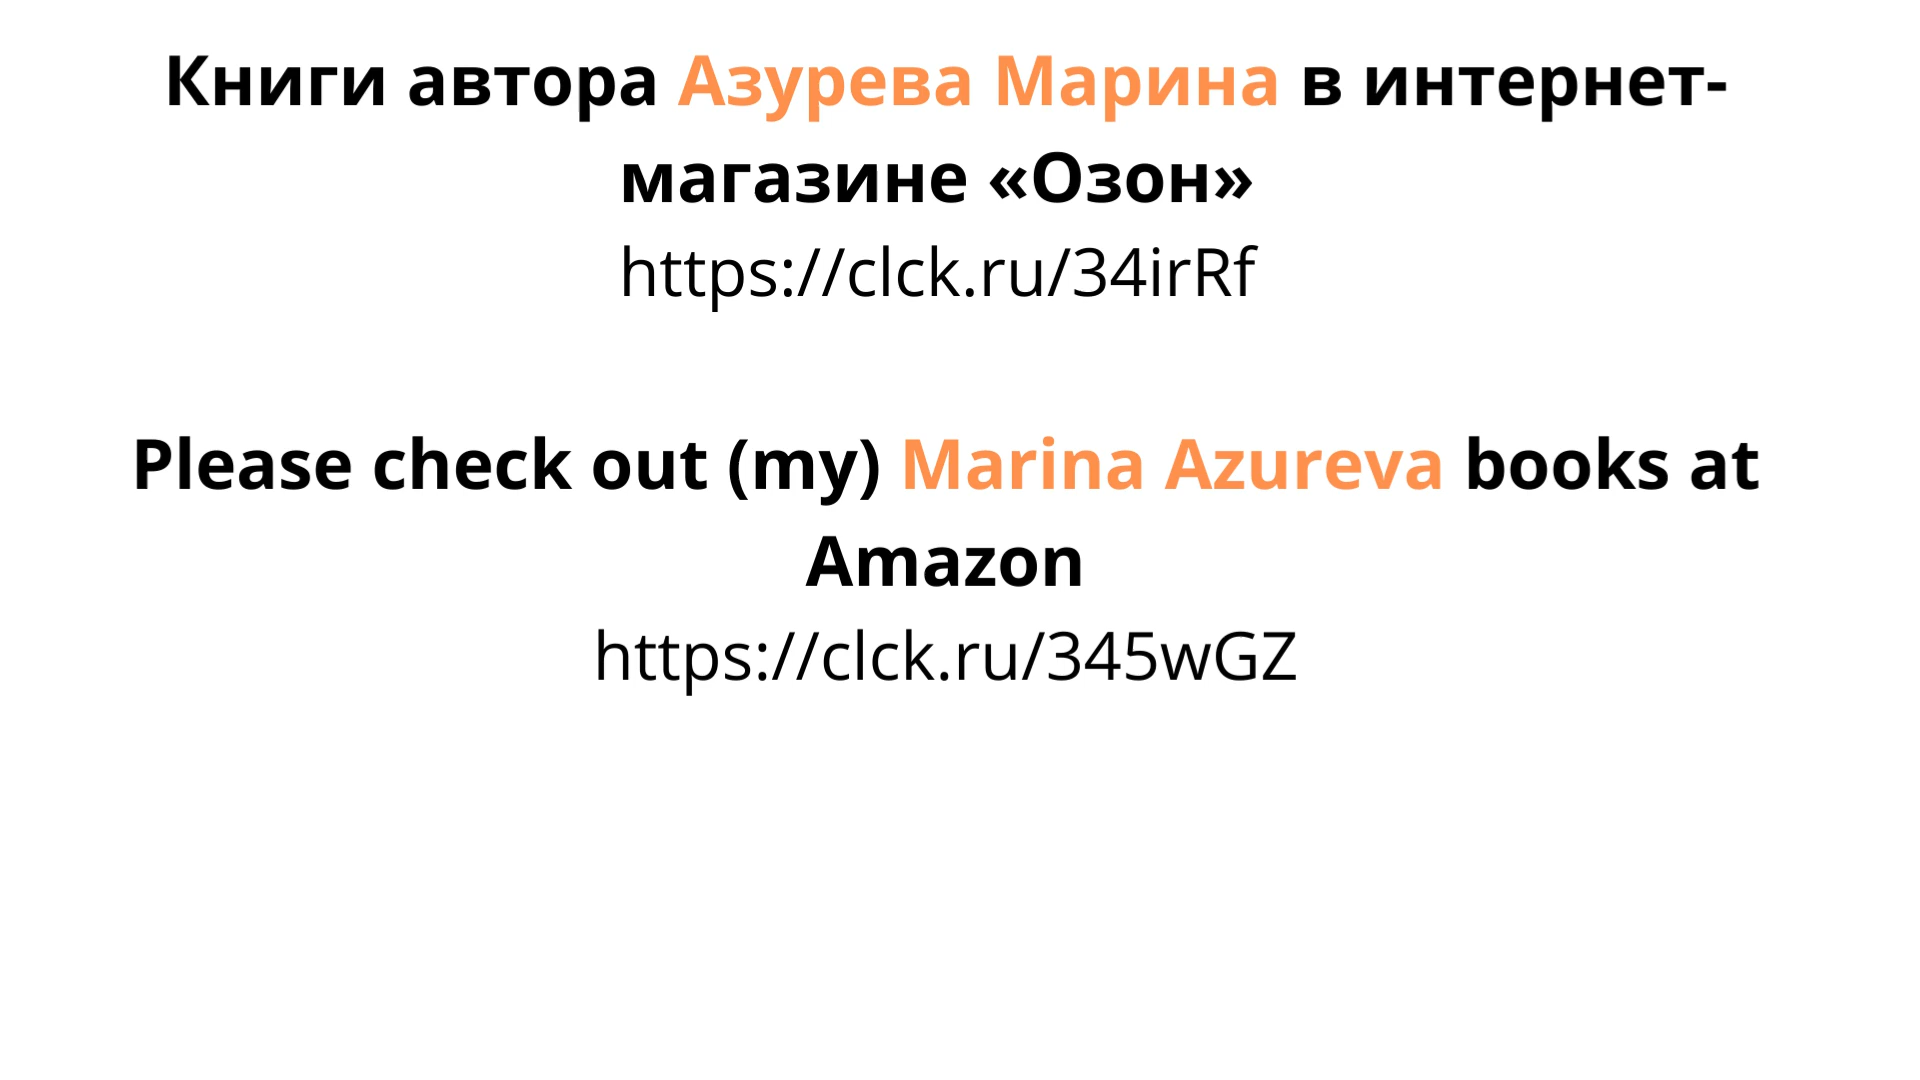 Книги автора Азурева Марина в интернет-
магазине «Озон»
https://clck.ru/34irRf
Please check out (my) Marina Azureva books at
Amazon
https://clck.ru/345wGZ